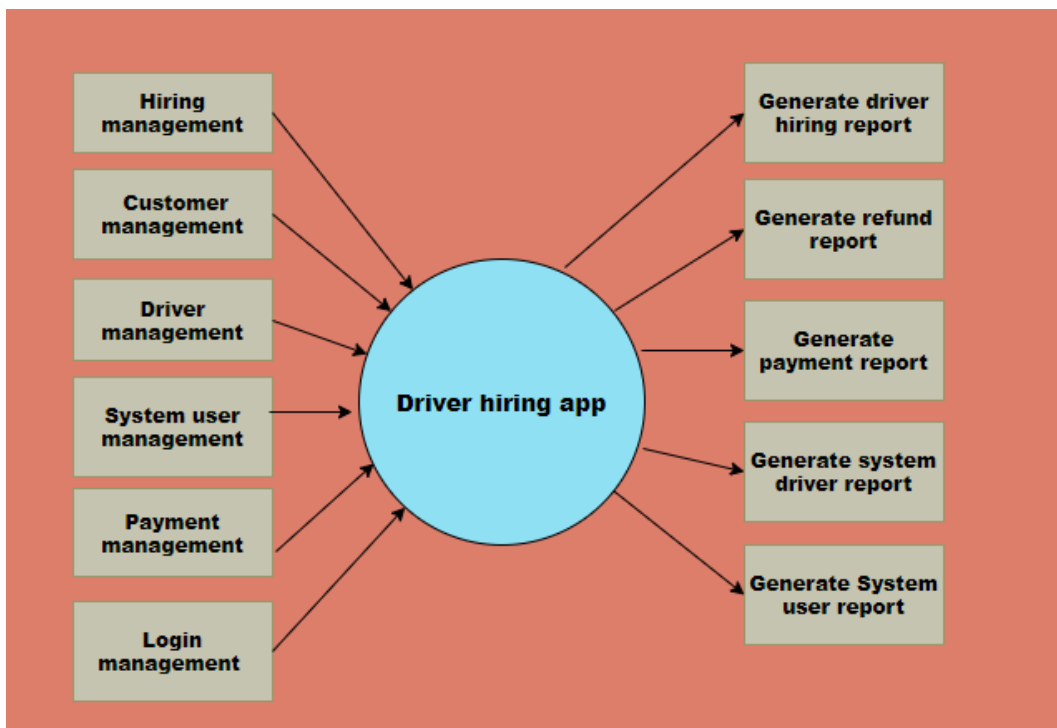 Hiring
management
Customer
management
Driver
management
System user
management
Payment
management
Login
management
Driver hiring app
Generate driver
hiring report
Generate refund
report
Generate
payment report
Generate system
driver report
Generate System
user report